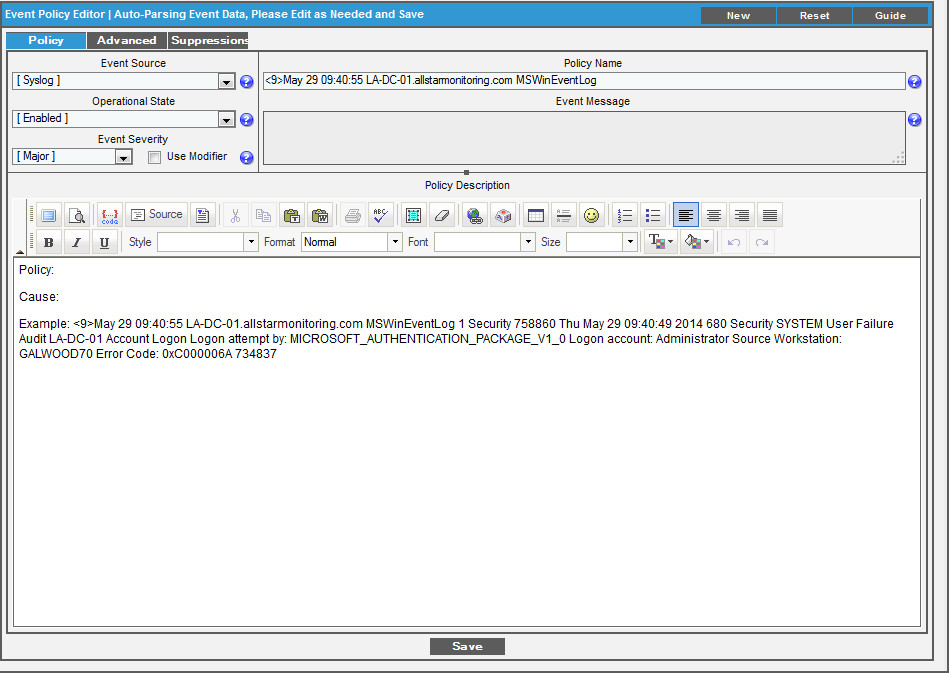 Event Policy Editor | Auto-Parsing Event Data, Please Edit as Needed and Save
New Reset Guide
Policy Advanced Suppressions
Event Source
[ Syslog ]
Operational State
[ Enabled ]
Event Severity
[ Major ] Use Modifier
Policy Name
<9>May 29 09:40:55 LA-DC-01.allstarmonitoring.com MSWinEventLog
Event Message
Policy Description
{...} code Source ABC
B I U Style Format Normal Font Size T
Policy:
Cause:
Example: <9>May 29 09:40:55 LA-DC-01.allstarmonitoring.com MSWinEventLog 1 Security 758860 Thu May 29 09:40:49 2014 680 Security SYSTEM User Failure
Audit LA-DC-01 Account Logon Logon attempt by: MICROSOFT_AUTHENTICATION_PACKAGE_V1_0 Logon account: Administrator Source Workstation:
GALWOOD70 Error Code: 0xC000006A 734837
Save